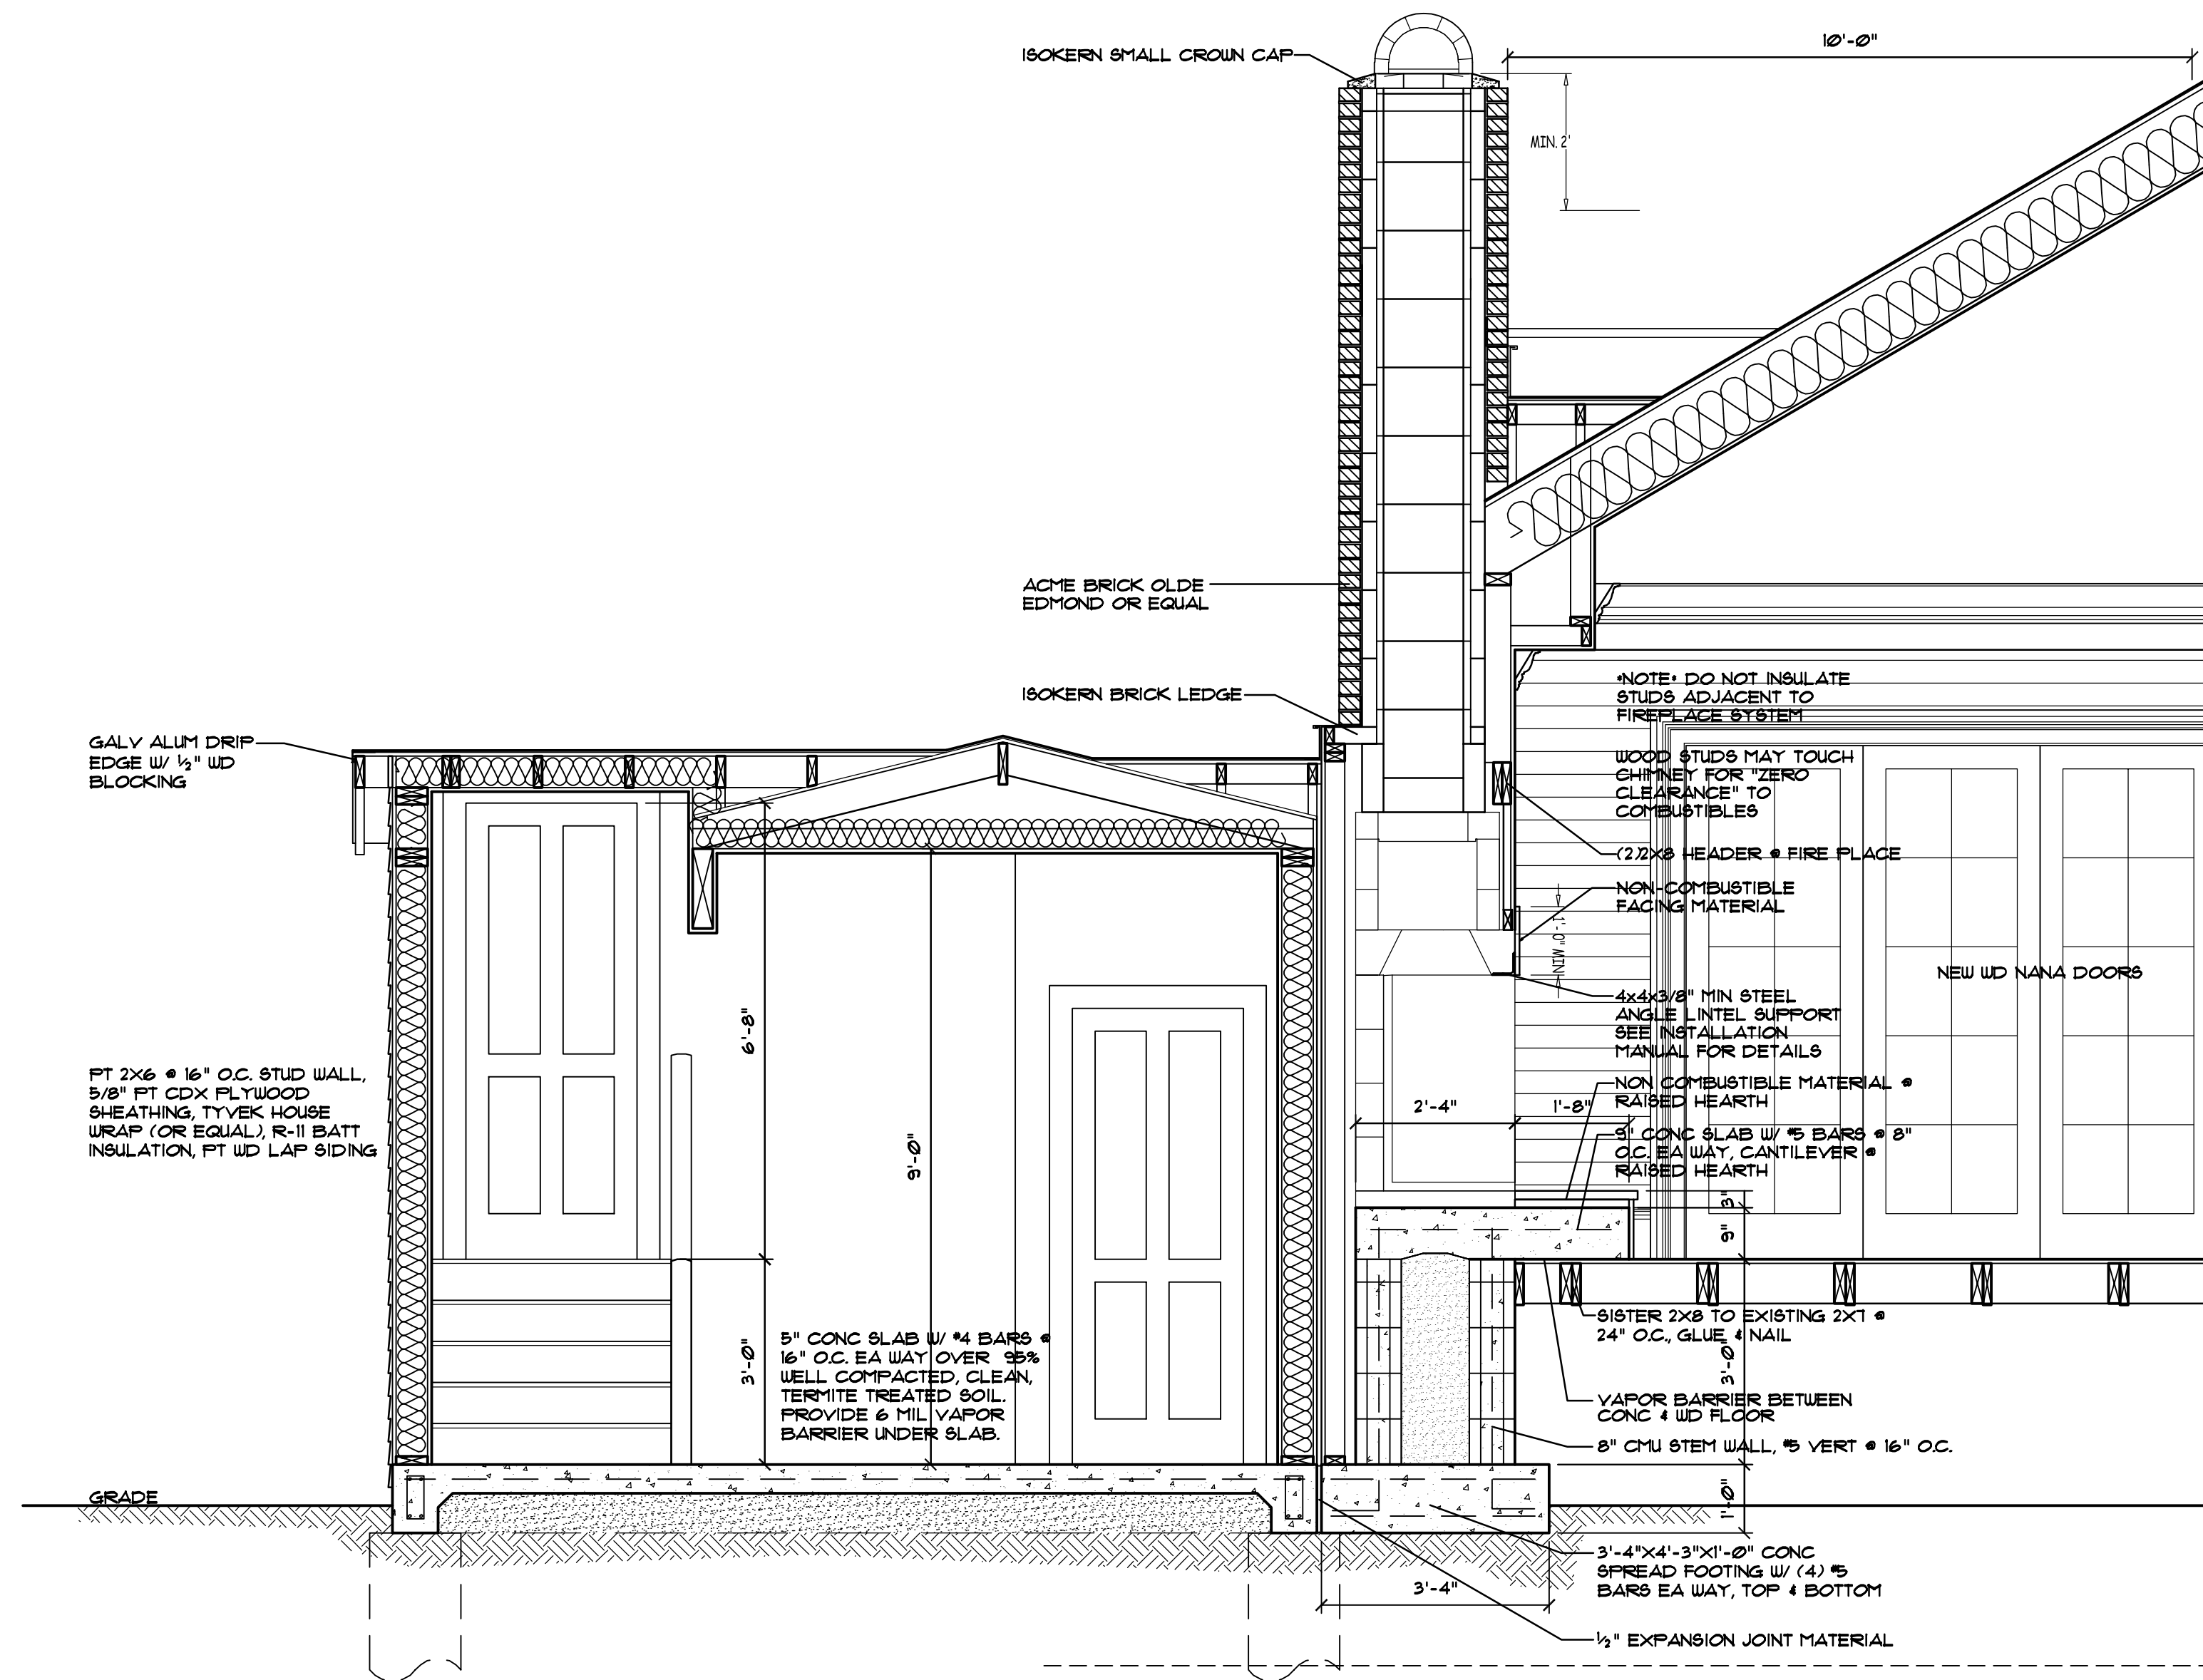 ISOKERN SMALL CROWN CAP
10'-0"
MIN. 2'
ACME BRICK OLDE
EDMOND OR EQUAL
ISOKERN BRICK LEDGE
*NOTE* DO NOT INSULATE
STUDS ADJACENT TO
FIREPLACE SYSTEM
GALV ALUM DRIP
EDGE W/ ½" WD
BLOCKING
WOOD STUDS MAY TOUCH
CHIMNEY FOR "ZERO
CLEARANCE" TO
COMBUSTIBLES
(2)2X8 HEADER @ FIRE PLACE
NON-COMBUSTIBLE
FACING MATERIAL
1'-0" MIN
NEW WD NANA DOORS
4x4x3/8" MIN STEEL
ANGLE LINTEL SUPPORT
SEE INSTALLATION
MANUAL FOR DETAILS
6'-8"
PT 2X6 @ 16" O.C. STUD WALL,
5/8" PT CDX PLYWOOD
SHEATHING, TYVEK HOUSE
WRAP (OR EQUAL), R-11 BATT
INSULATION, PT WD LAP SIDING
NON COMBUSTIBLE MATERIAL @
RAISED HEARTH
2'-4"
1'-8"
9'-0"
CONC SLAB W/ #5 BARS @ 8"
O.C. EA WAY, CANTILEVER @
RAISED HEARTH
3"
9"
SISTER 2X8 TO EXISTING 2X7 @
24" O.C., GLUE & NAIL
3'-0"
5" CONC SLAB W/ #4 BARS @
16" O.C. EA WAY OVER 95%
WELL COMPACTED, CLEAN,
TERMITE TREATED SOIL.
PROVIDE 6 MIL VAPOR
BARRIER UNDER SLAB.
3'-0"
VAPOR BARRIER BETWEEN
CONC & WD FLOOR
8" CMU STEM WALL, #5 VERT @ 16" O.C.
GRADE
1'-0"
3'-4"X4'-3"X1'-0" CONC
SPREAD FOOTING W/ (4) #5
BARS EA WAY, TOP & BOTTOM
3'-4"
½" EXPANSION JOINT MATERIAL